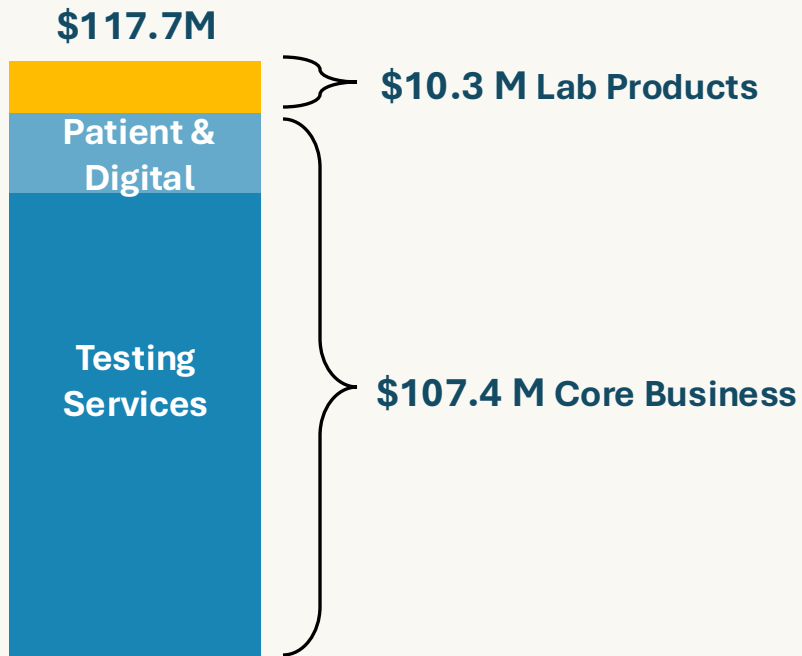 $117.7M
$10.3 M Lab Products
Patient &
Digital
Testing
Services
$107.4 M Core Business